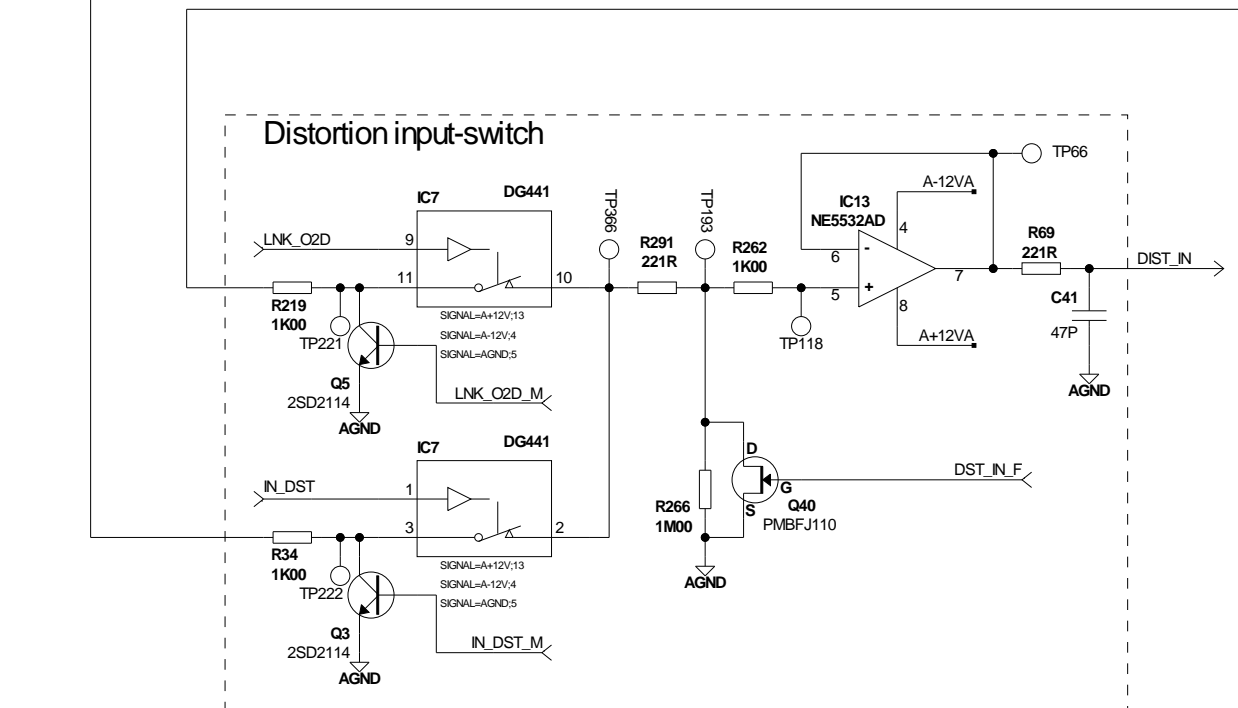 Distortion input-switch
IC7 DG441
LNK_O2D
9
11
10
R219
1K00
TP221
SIGNAL=A+12V;13
SIGNAL=A-12V;4
SIGNAL=AGND;5
Q5
2SD2114
AGND
LNK_O2D_M
IC7 DG441
IN_DST
1
3
2
R34
1K00
TP222
SIGNAL=A+12V;13
SIGNAL=A-12V;4
SIGNAL=AGND;5
Q3
2SD2114
AGND
IN_DST_M
TP366
R291
221R
TP193
R262
1K00
TP118
IC13
NE5532AD
A-12VA
4
6
-
5
+
7
8
A+12VA
TP66
R69
221R
DIST_IN
C41
47P
AGND
R266
1M00
AGND
D
G
S
Q40
PMBFJ110
DST_IN_F